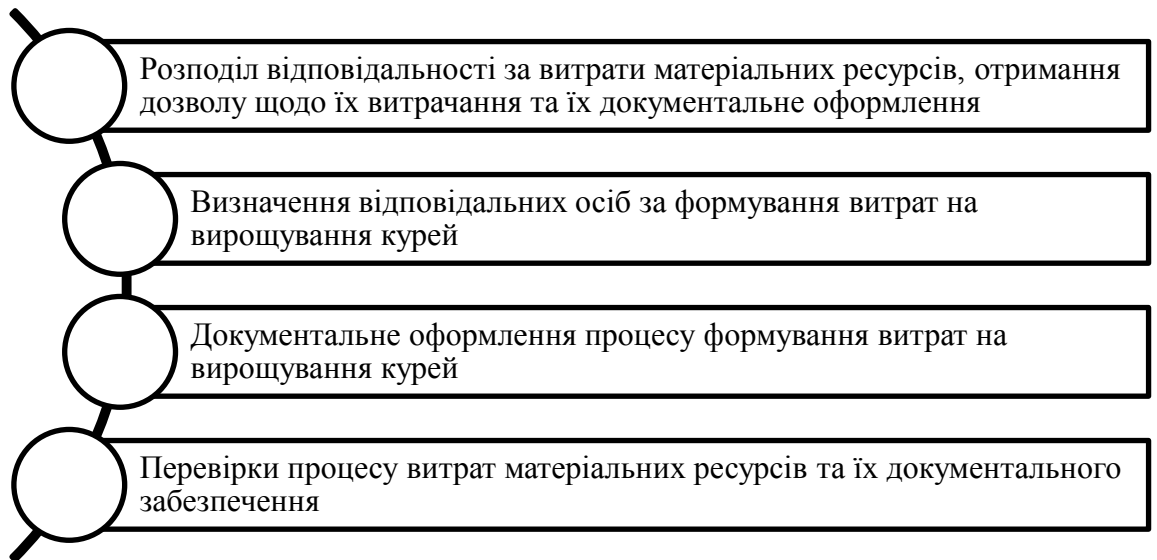 Розподіл відповідальності за витрати матеріальних ресурсів, отримання
дозволу щодо їх витрачання та їх документальне оформлення
Визначення відповідальних осіб за формування витрат на
вирощування курей
Документальне оформлення процесу формування витрат на
вирощування курей
Перевірки процесу витрат матеріальних ресурсів та їх документального
забезпечення